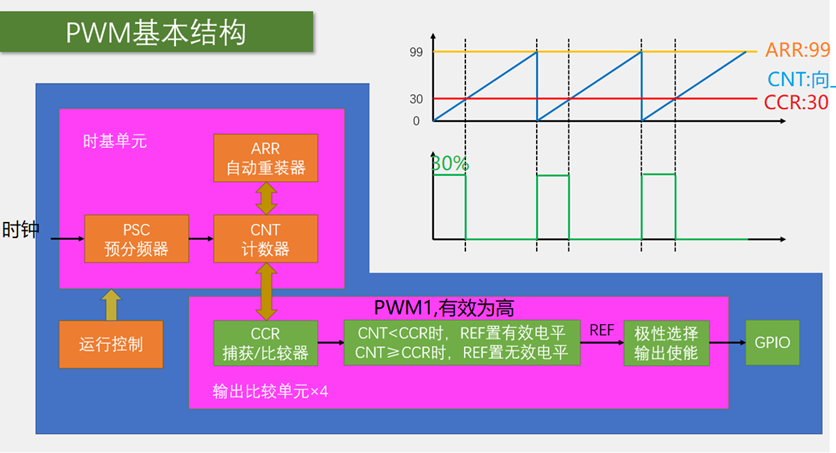 PWM基本结构
时基单元
ARR
自动重装器
时钟
PSC
预分频器
CNT
计数器
运行控制
PWM1,有效为高
CCR
捕获/比较器
CNT<CCR时，REF置有效电平
CNT≥CCR时，REF置无效电平
REF
极性选择
输出使能
GPIO
输出比较单元×4
99
30
0
ARR:99
CNT:向
CCR:30
30%